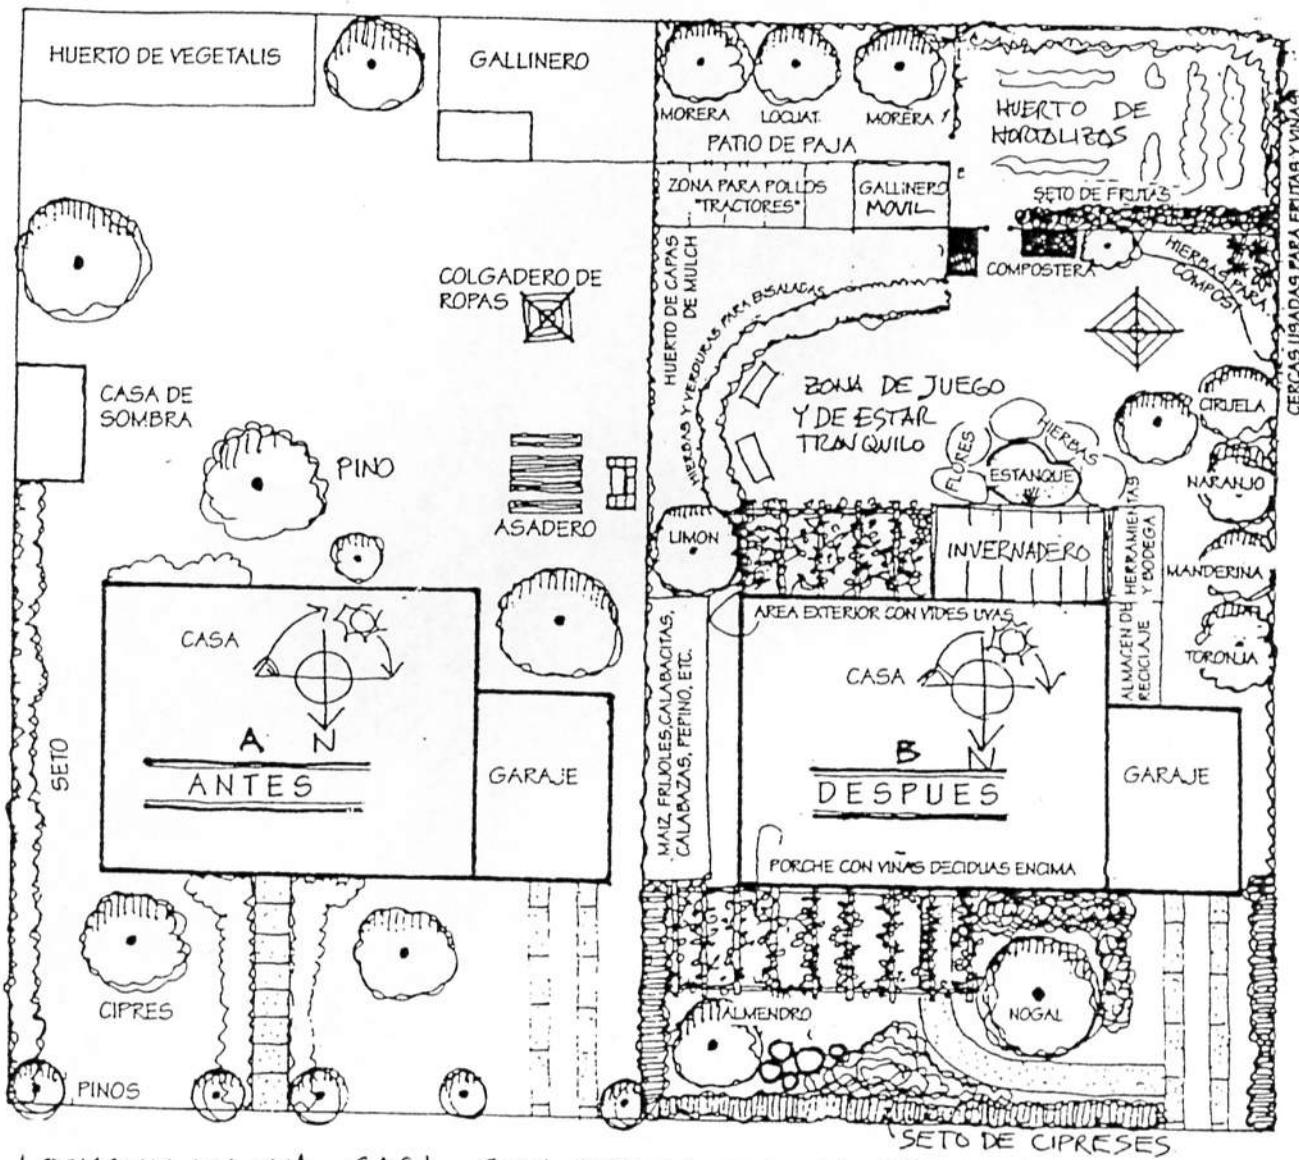 HUERTO DE VEGETALIS
GALLINERO
COLGADERO DE
ROPAS
CASA DE
SOMBRA
PINO
ASADERO
CASA
A N
ANTES
GARAJE
SETO
CIPRES
PINOS
MORERA
LOCUAT.
MORERA
PATIO DE PAJA
HUERTO DE
HORTALIZAS
ZONA PARA POLLOS
"TRACTORES"
GALLINERO
MOVIL
SETO DE FRUTAS
COMPOSTERA
HIERBAS PARA
COMPOS
CERCAS USADAS PARA FRUTAS Y VIÑAS
HUERTO DE CAPAS
DE MULCH
HIERBAS Y VERDURAS PARA ENSALADAS
ZONA DE JUEGO
Y DE ESTAR
TRANQUILO
FLORES
HIERBAS
ESTANQUE
CIRUELA
NARANJO
MANDERINA
TORONJA
LIMON
INVERNADERO
ALMACEN DE HERRAMIENTAS
RECICLAJE Y BODEGA
AREA EXTERIOR CON VIDES UVAS
CASA
B N
DESPUES
GARAJE
MAIZ, FRIJOLES, CALABACITAS,
CALABAZAS, PEPINO, ETC.
PORCHE CON VIÑAS DECIDUAS ENCIMA
ALMENDRO
NOGAL
SETO DE CIPRESES